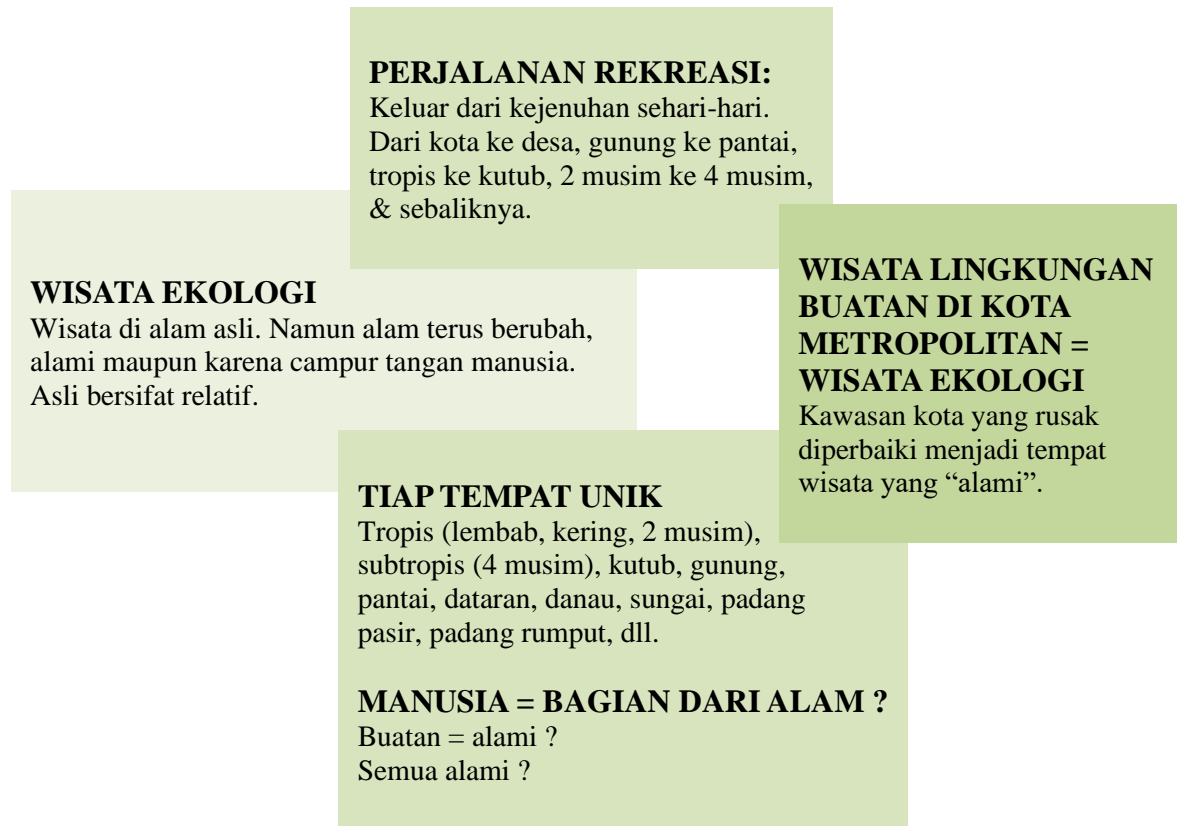 PERJALANAN REKREASI:
Keluar dari kejenuhan sehari-hari.
Dari kota ke desa, gunung ke pantai,
tropis ke kutub, 2 musim ke 4 musim,
& sebaliknya.
WISATA EKOLOGI
Wisata di alam asli. Namun alam terus berubah,
alami maupun karena campur tangan manusia.
Asli bersifat relatif.
WISATA LINGKUNGAN
BUATAN DI KOTA
METROPOLITAN =
WISATA EKOLOGI
Kawasan kota yang rusak
diperbaiki menjadi tempat
wisata yang “alami”.
TIAP TEMPAT UNIK
Tropis (lembab, kering, 2 musim),
subtropis (4 musim), kutub, gunung,
pantai, dataran, danau, sungai, padang
pasir, padang rumput, dll.
MANUSIA = BAGIAN DARI ALAM ?
Buatan = alami ?
Semua alami ?